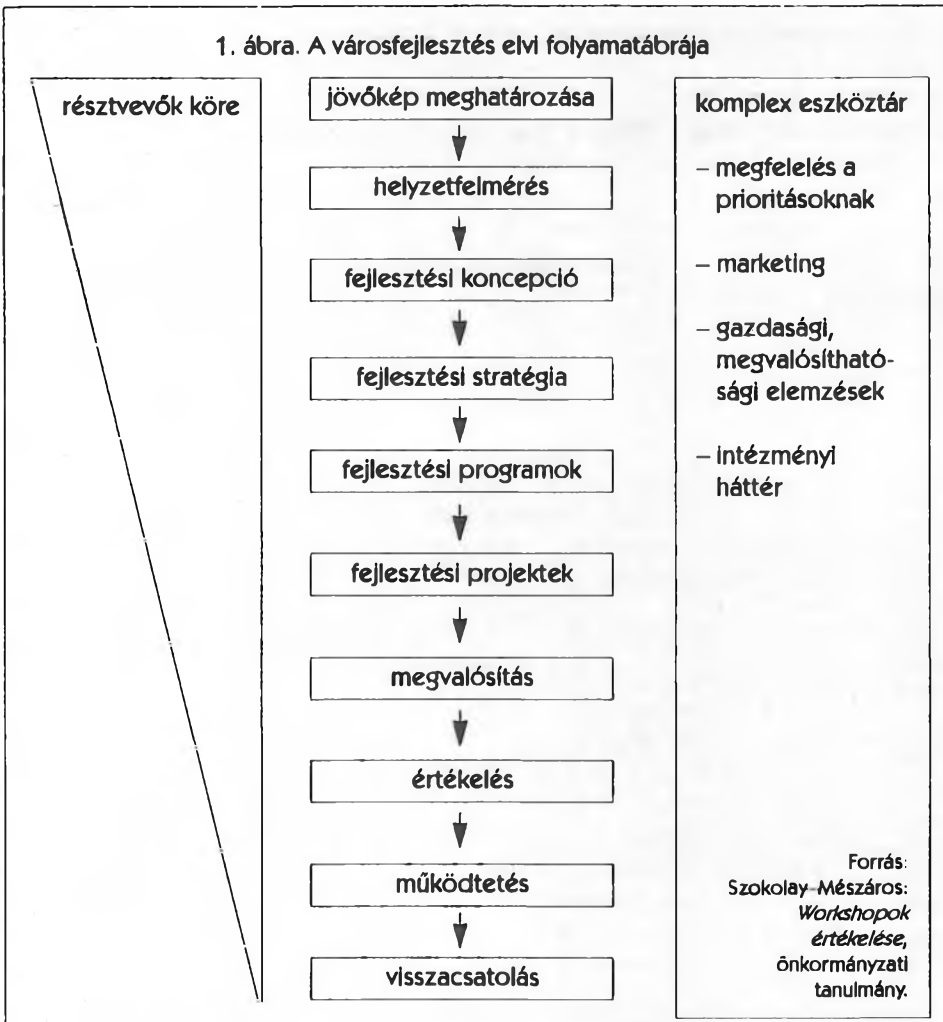 1. ábra. A városfejlesztés elvi folyamatábrája
résztvevők köre
jövőkép meghatározása
helyzetfelmérés
fejlesztési koncepció
fejlesztési stratégia
fejlesztési programok
fejlesztési projektek
megvalósítás
értékelés
működtetés
visszacsatolás
komplex eszköztár
– megfelelés a
prioritásoknak
– marketing
– gazdasági,
megvalósítható-
sági elemzések
– intézményi
háttér
Forrás:
Szokolay–Mészáros:
Workshopok
értékelése,
önkormányzati
tanulmány.